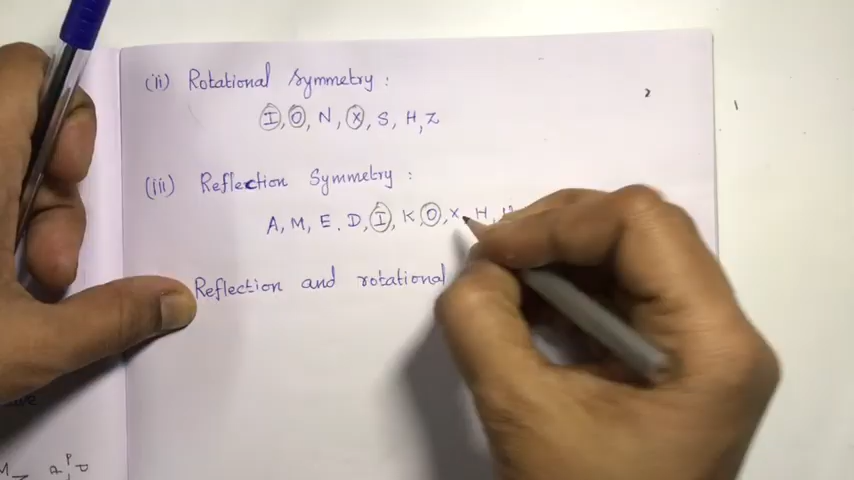 (ii) Rotational symmetry :
I, O, N, X, S, H, Z
(iii) Reflection Symmetry :
A, M, E, D, I, K, O, X, H,
Reflection and rotational